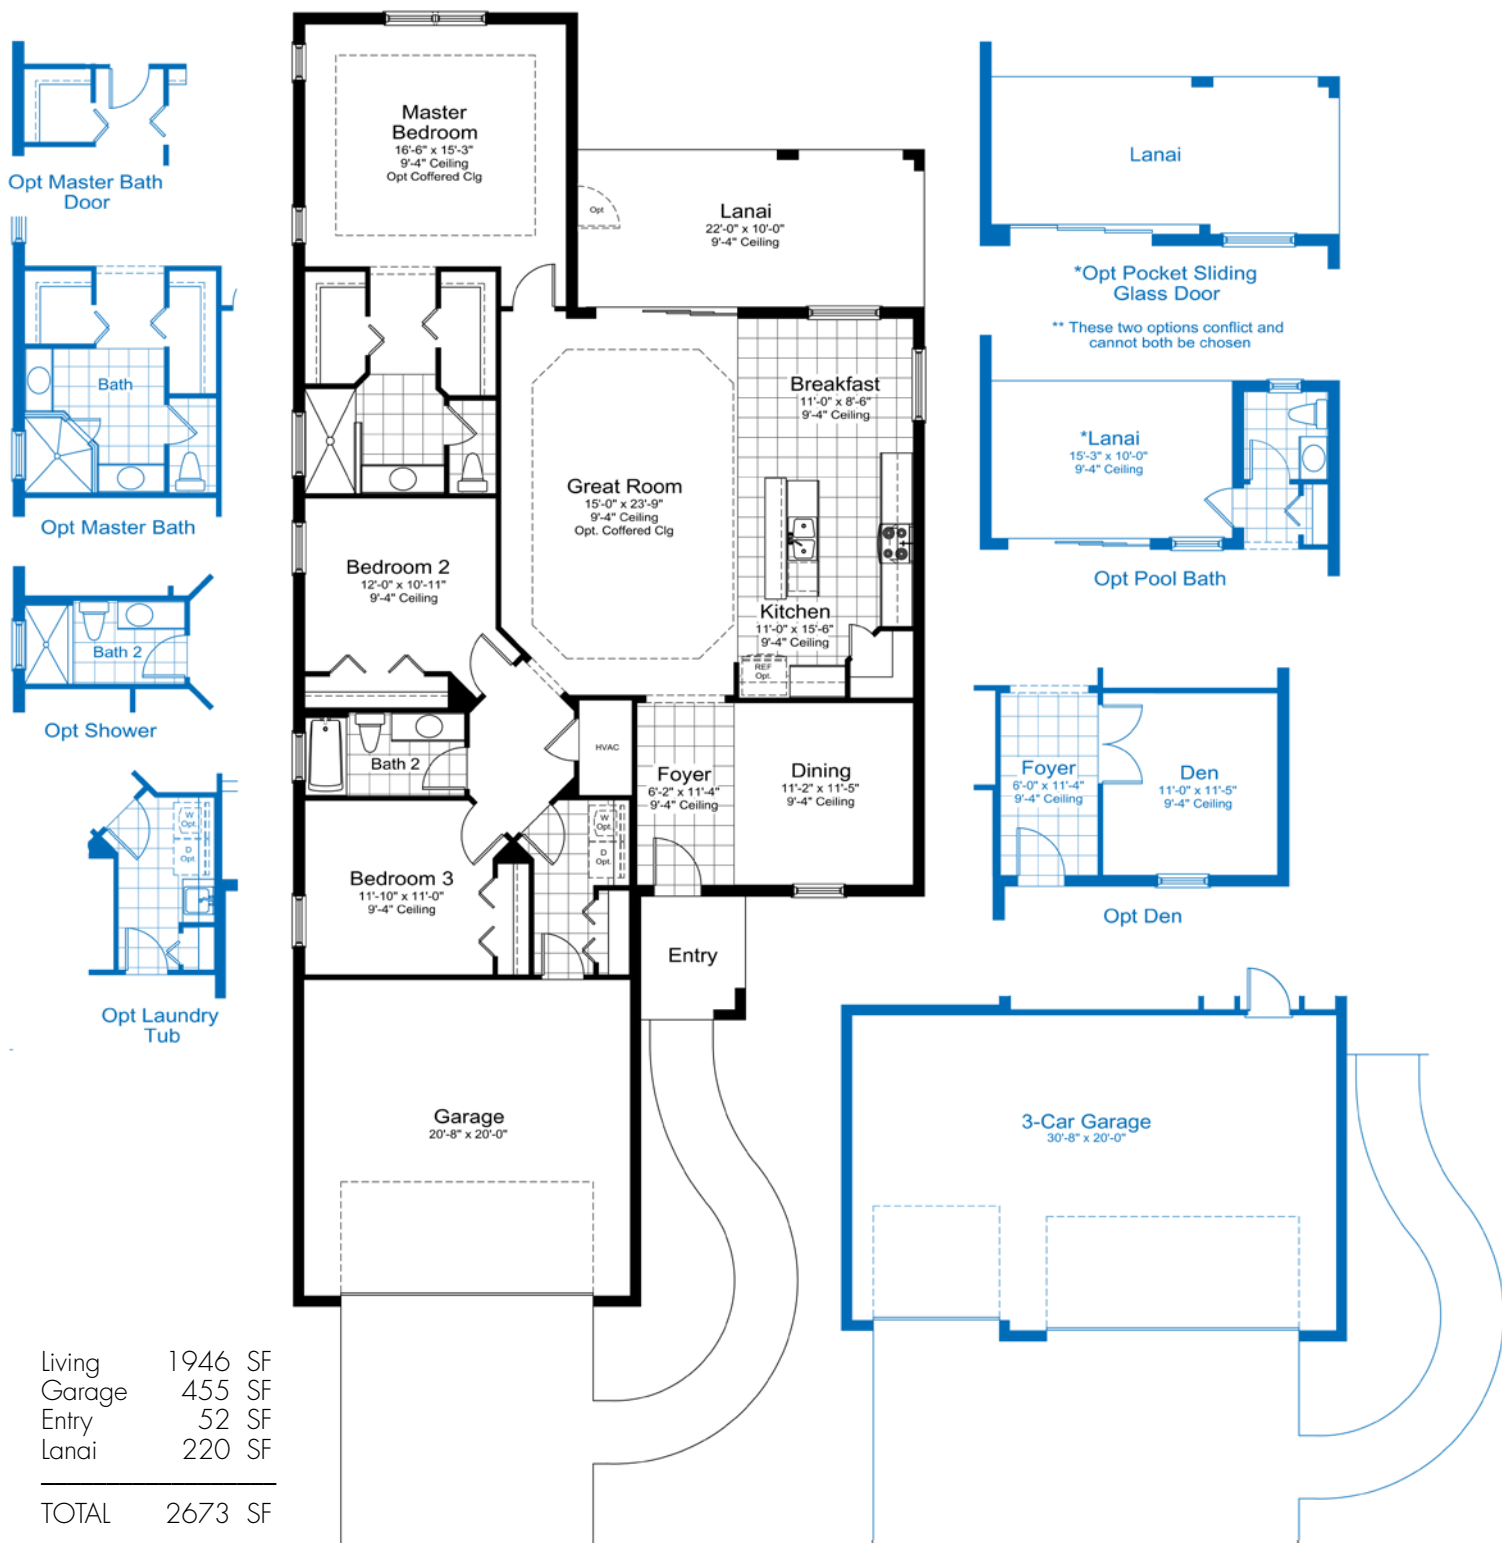 Opt Master Bath
Door
Opt Master Bath
Bath
Opt Shower
Bath 2
W
Opt.
D
Opt.
Opt Laundry
Tub
Master
Bedroom
16'-6" x 15'-3"
9'-4" Ceiling
Opt Coffered Clg
Opt
Lanai
22'-0" x 10'-0"
9'-4" Ceiling
Breakfast
11'-0" x 8'-6"
9'-4" Ceiling
Great Room
15'-0" x 23'-9"
9'-4" Ceiling
Opt. Coffered Clg
Bedroom 2
12'-0" x 10'-11"
9'-4" Ceiling
Kitchen
11'-0" x 15'-6"
9'-4" Ceiling
REF
Opt.
HVAC
Bath 2
Foyer
6'-2" x 11'-4"
9'-4" Ceiling
Dining
11'-2" x 11'-5"
9'-4" Ceiling
W
Opt.
D
Opt.
Bedroom 3
11'-10" x 11'-0"
9'-4" Ceiling
Entry
Garage
20'-8" x 20'-0"
Lanai
*Opt Pocket Sliding
Glass Door
** These two options conflict and
cannot both be chosen
*Lanai
15'-3" x 10'-0"
9'-4" Ceiling
Opt Pool Bath
Foyer
6'-0" x 11'-4"
9'-4" Ceiling
Den
11'-0" x 11'-5"
9'-4" Ceiling
Opt Den
3-Car Garage
30'-8" x 20'-0"
Living 1946 SF
Garage 455 SF
Entry 52 SF
Lanai 220 SF
TOTAL 2673 SF